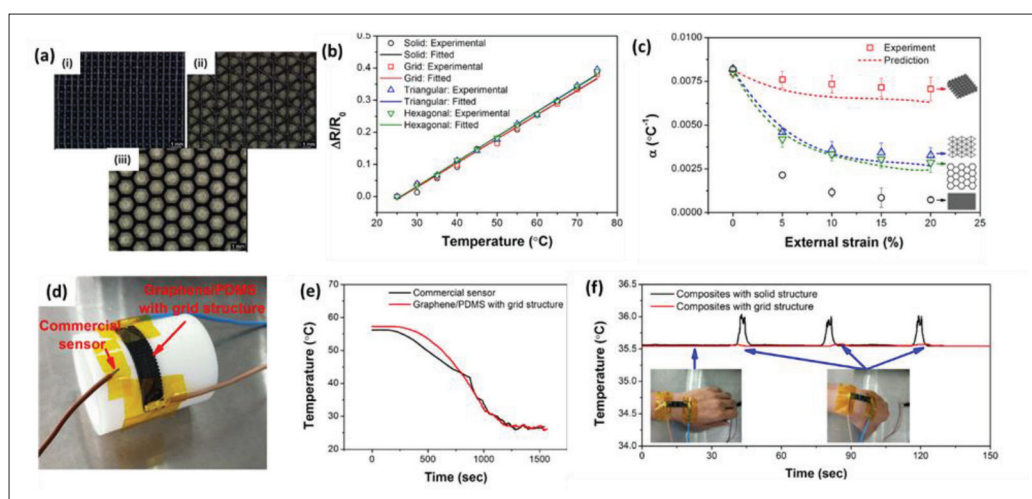 (a)
(i)
(ii)
(iii)
(b)
Solid: Experimental
Solid: Fitted
Grid: Experimental
Grid: Fitted
Triangular: Experimental
Triangular: Fitted
Hexagonal: Experimental
Hexagonal: Fitted
ΔR/R0
0.5
0.4
0.3
0.2
0.1
0.0
20 30 40 50 60 70 80
Temperature (°C)
(c)
Experiment
Prediction
α (°C⁻¹)
0.0100
0.0075
0.0050
0.0025
0.0000
0 5 10 15 20 25
External strain (%)
(d)
Graphene/PDMS
with grid structure
Commercial
sensor
(e)
Commercial sensor
Graphene/PDMS with grid structure
Temperature (°C)
70
60
50
40
30
20
0 500 1000 1500
Time (sec)
(f)
Composites with solid structure
Composites with grid structure
Temperature (°C)
36.5
36.0
35.5
35.0
34.5
34.0
0 30 60 90 120 150
Time (sec)